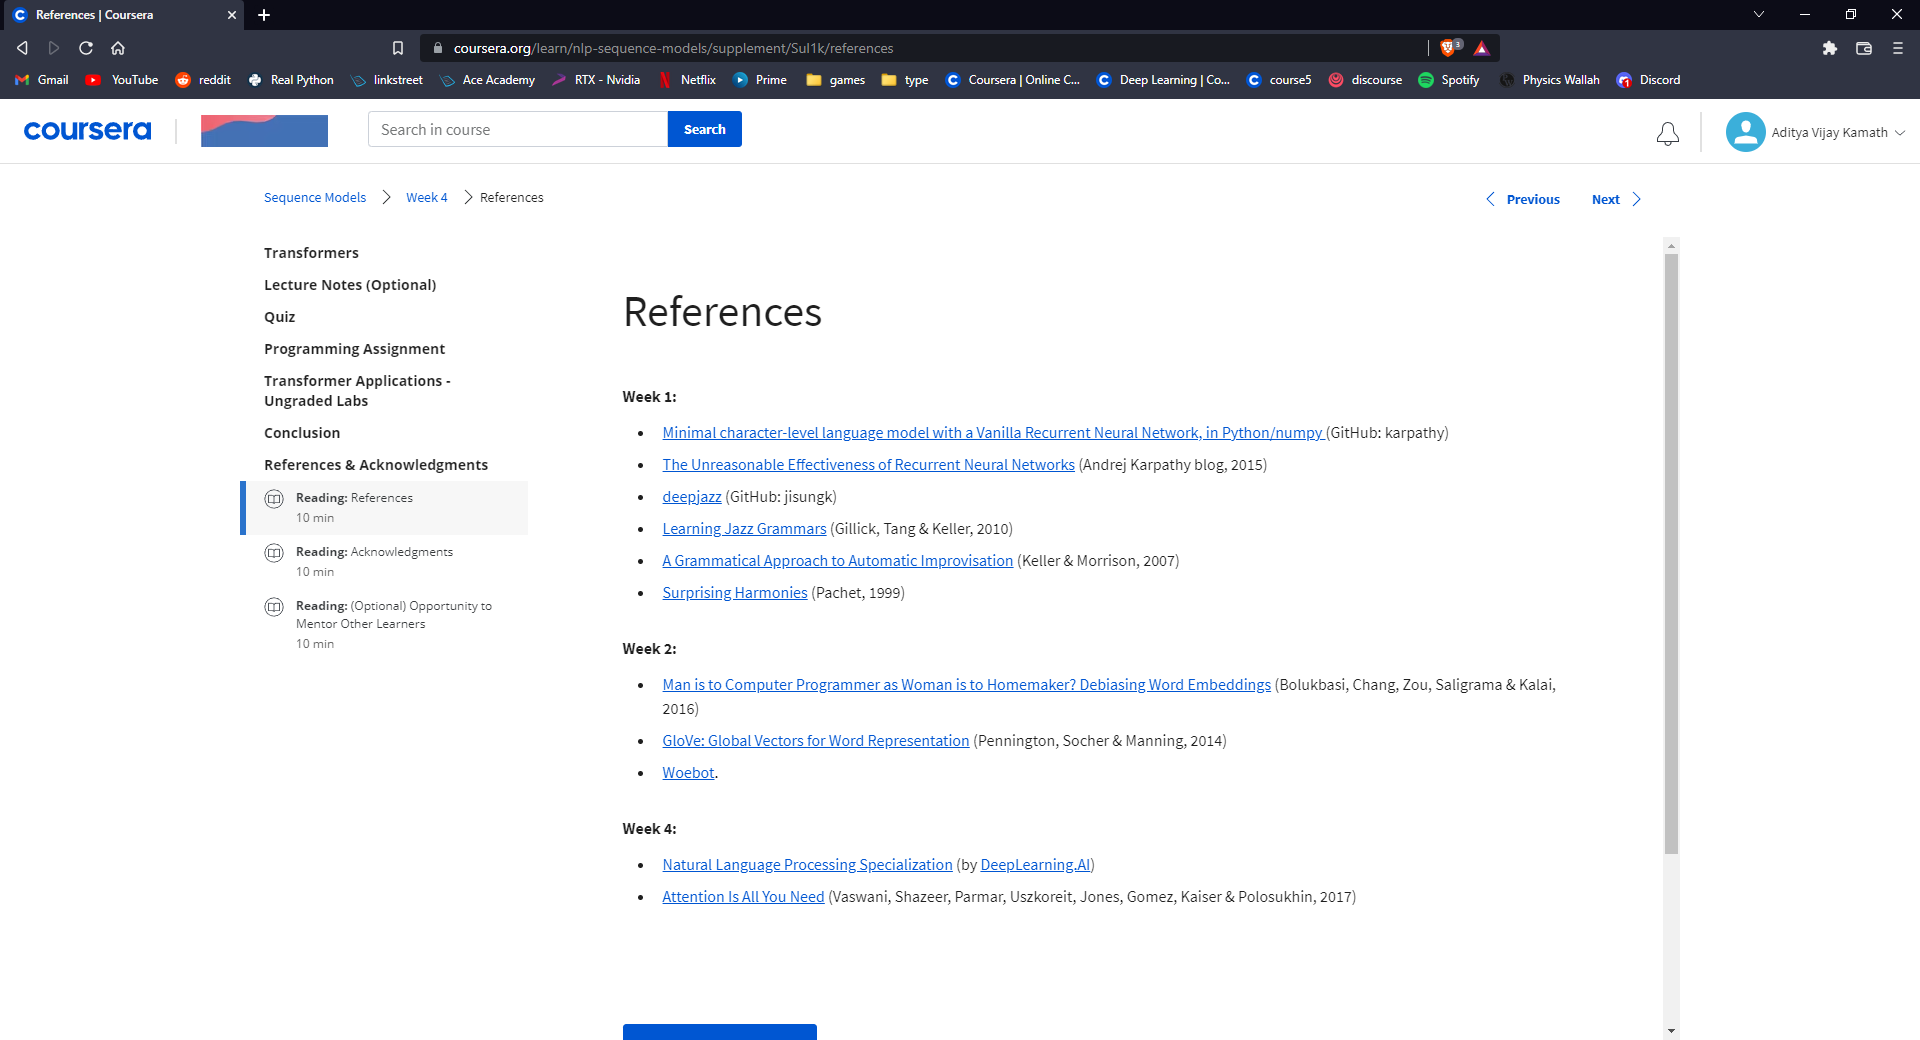 References | Coursera
coursera.org/learn/nlp-sequence-models/supplement/Sul1k/references
3
Gmail YouTube reddit Real Python linkstreet Ace Academy RTX - Nvidia Netflix Prime games type Coursera | Online C... Deep Learning | Co... course5 discourse Spotify Physics Wallah Discord
coursera
Search in course
Search
Aditya Vijay Kamath
Sequence Models
Week 4
References
Previous
Next
Transformers
Lecture Notes (Optional)
Quiz
Programming Assignment
Transformer Applications -
Ungraded Labs
Conclusion
References & Acknowledgments
Reading: References
10 min
Reading: Acknowledgments
10 min
Reading: (Optional) Opportunity to
Mentor Other Learners
10 min
References
Week 1:
Minimal character-level language model with a Vanilla Recurrent Neural Network, in Python/numpy (GitHub: karpathy)
The Unreasonable Effectiveness of Recurrent Neural Networks (Andrej Karpathy blog, 2015)
deepjazz (GitHub: jisungk)
Learning Jazz Grammars (Gillick, Tang & Keller, 2010)
A Grammatical Approach to Automatic Improvisation (Keller & Morrison, 2007)
Surprising Harmonies (Pachet, 1999)
Week 2:
Man is to Computer Programmer as Woman is to Homemaker? Debiasing Word Embeddings (Bolukbasi, Chang, Zou, Saligrama & Kalai,
2016)
GloVe: Global Vectors for Word Representation (Pennington, Socher & Manning, 2014)
Woebot.
Week 4:
Natural Language Processing Specialization (by DeepLearning.AI)
Attention Is All You Need (Vaswani, Shazeer, Parmar, Uszkoreit, Jones, Gomez, Kaiser & Polosukhin, 2017)